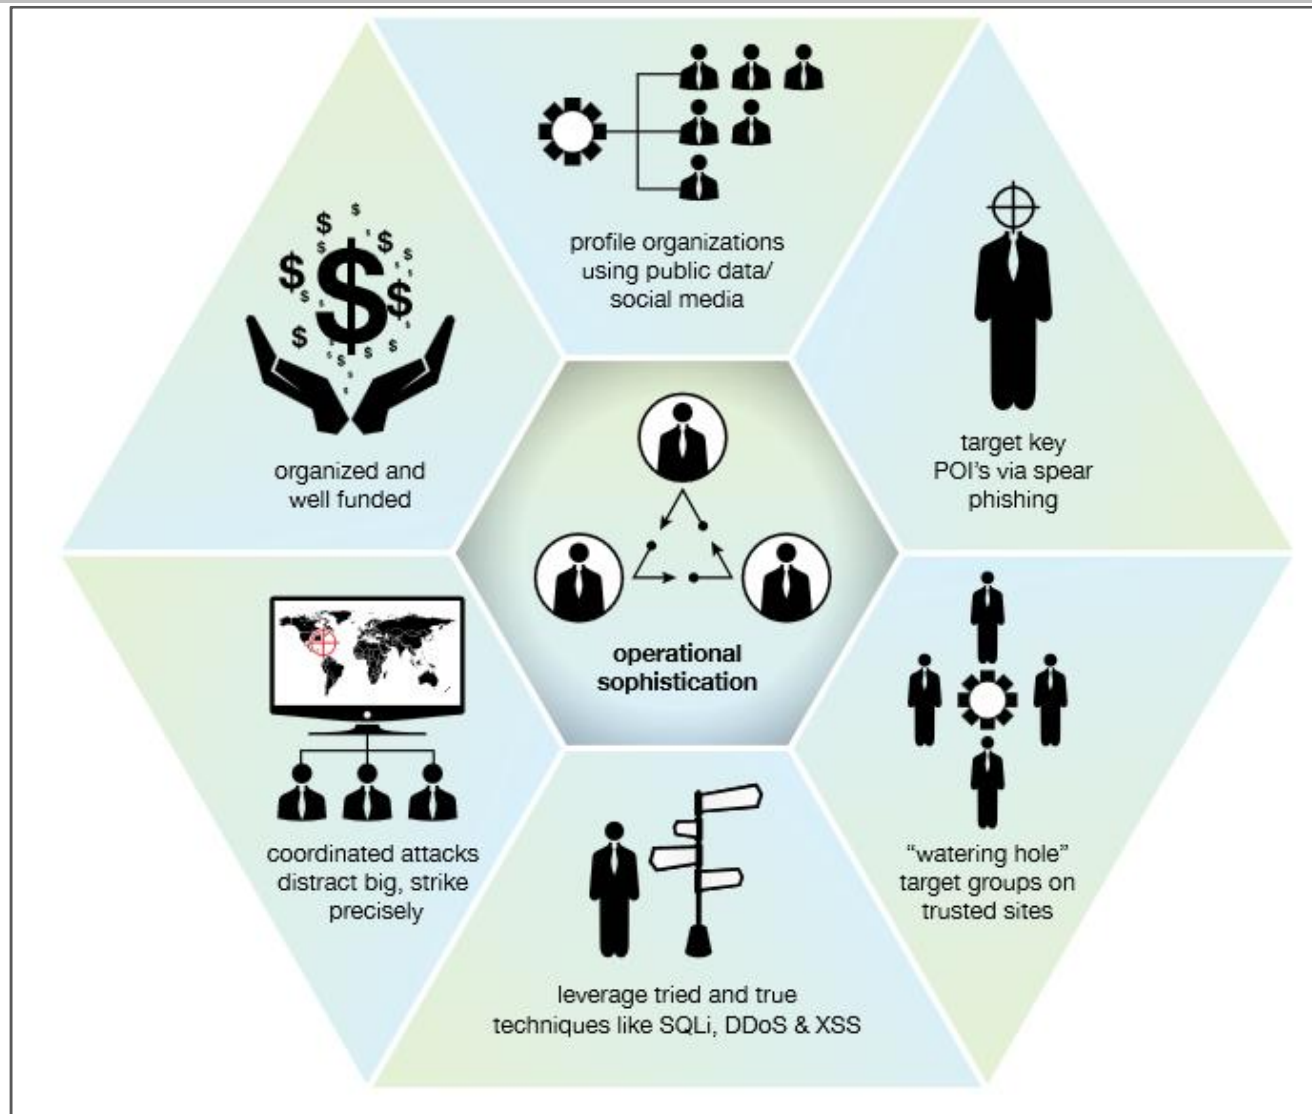 profile organizations
using public data/
social media
target key
POI's via spear
phishing
organized and
well funded
operational
sophistication
coordinated attacks
distract big, strike
precisely
"watering hole"
target groups on
trusted sites
leverage tried and true
techniques like SQLi, DDoS & XSS